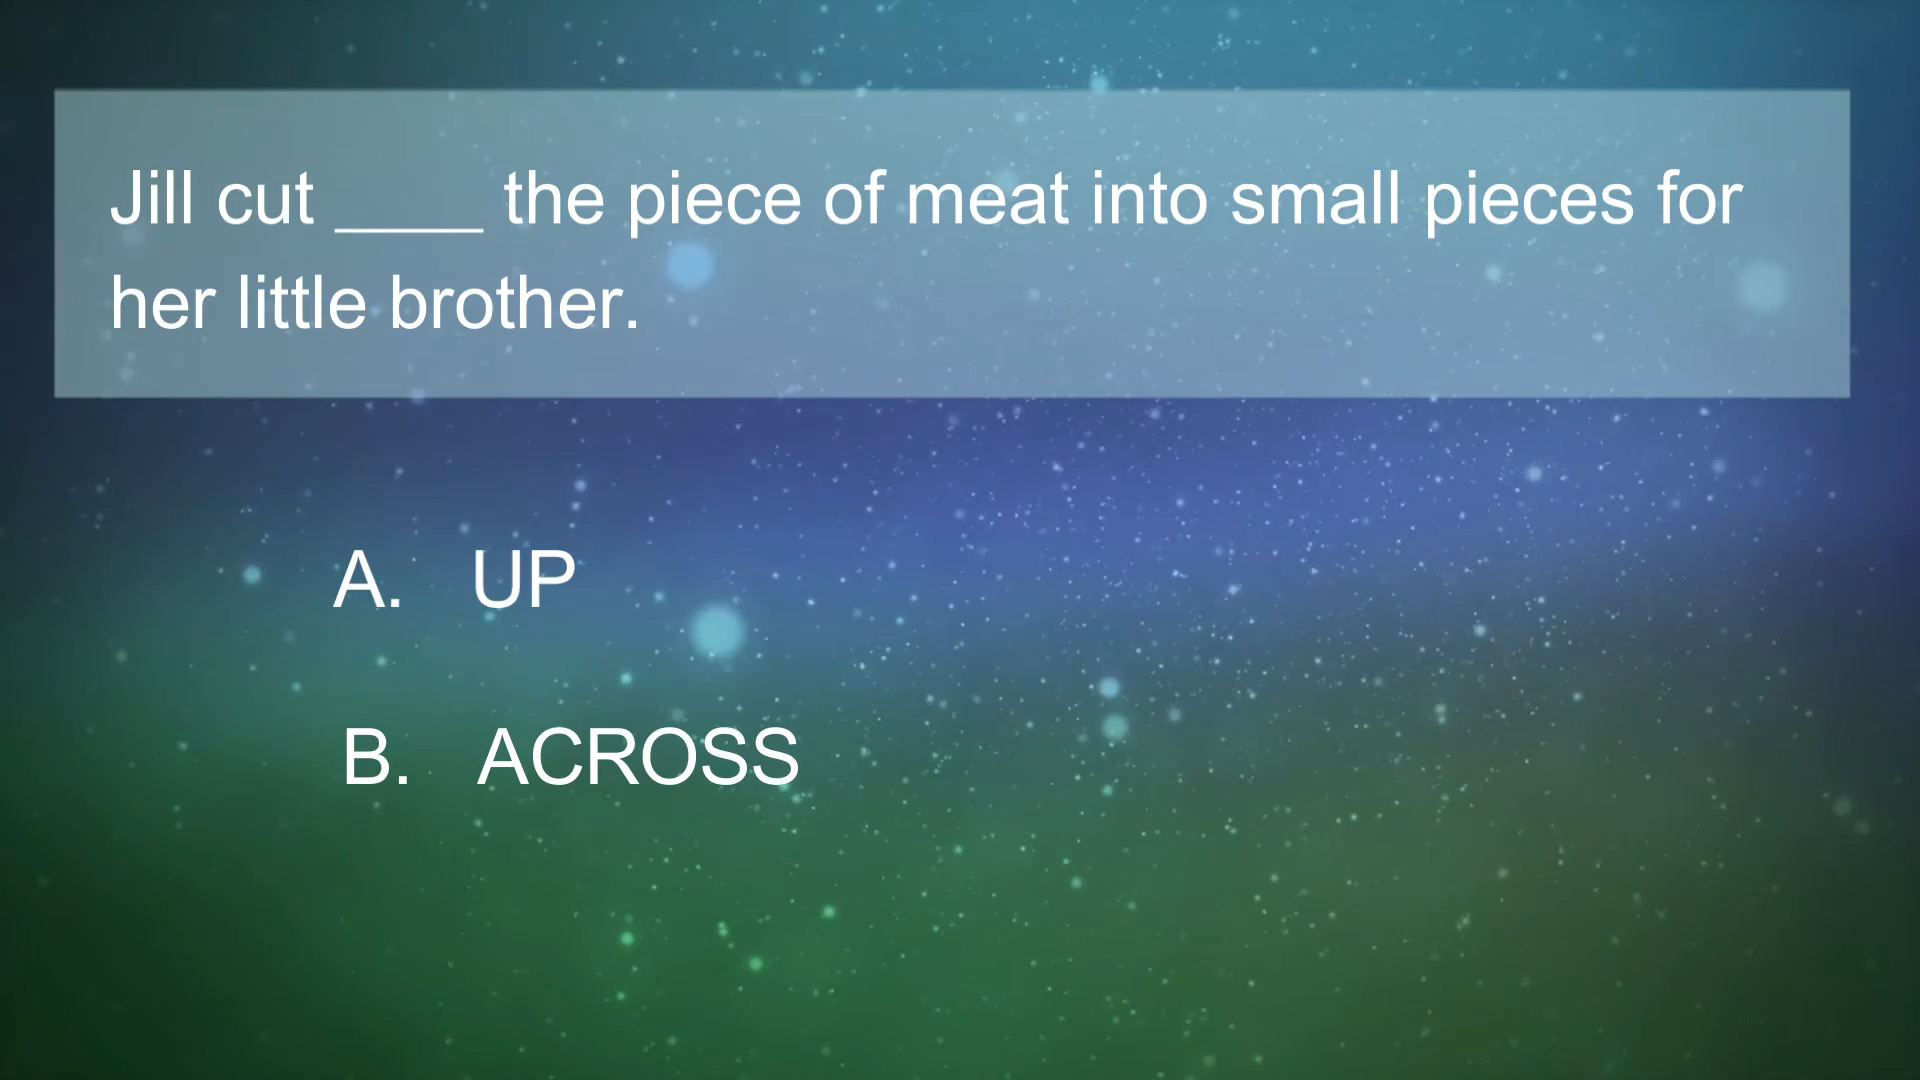 Jill cut ____ the piece of meat into small pieces for
her little brother.
A. UP
B. ACROSS